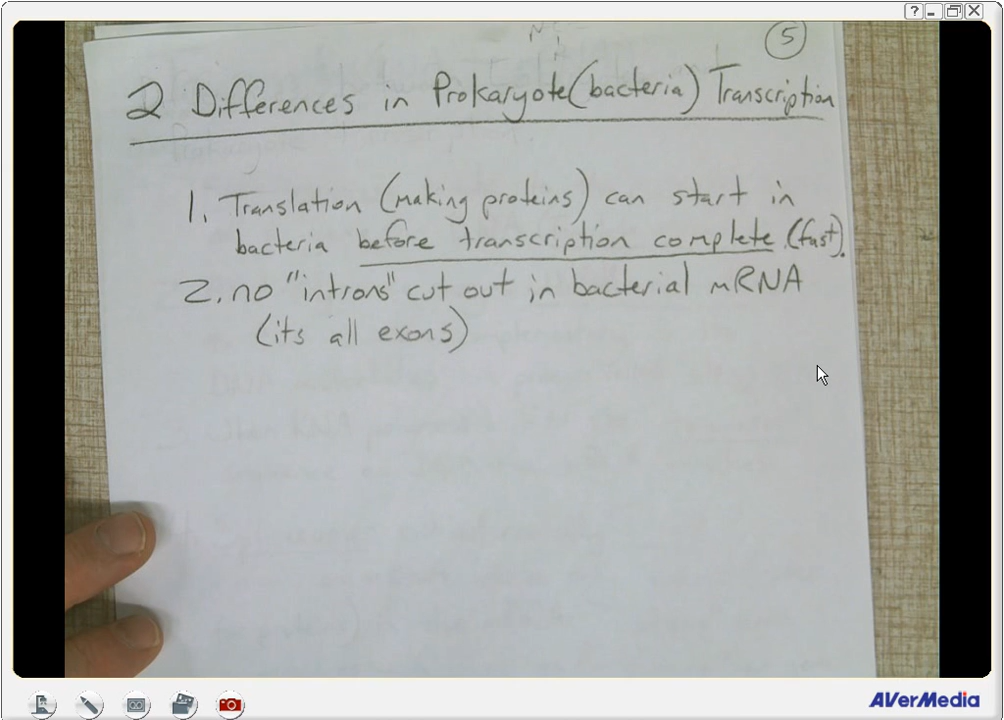 5
2 Differences in Prokaryote (bacteria) Transcription
1. Translation (making proteins) can start in
bacteria before transcription complete (fast).
2. no "introns" cut out in bacterial mRNA
(its all exons)
AVerMedia